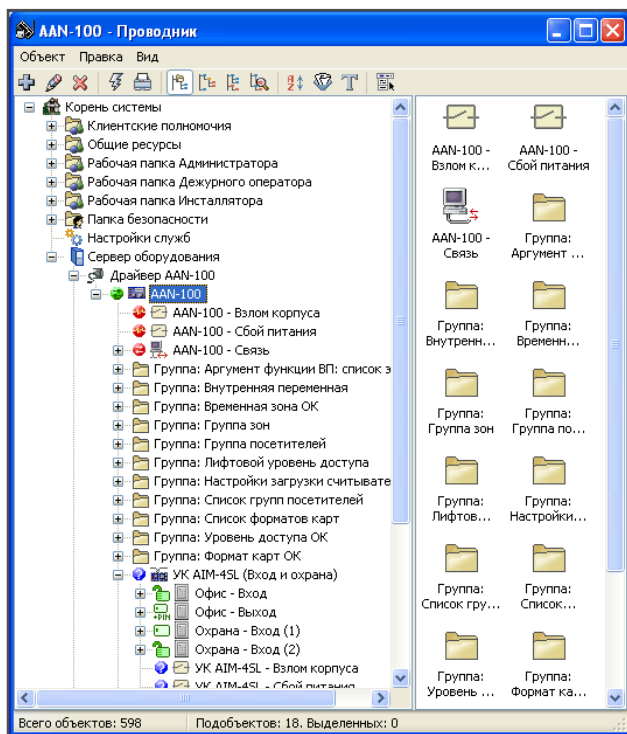 AAN-100 - Проводник
Объект Правка Вид
Корень системы
Клиентские полномочия
Общие ресурсы
Рабочая папка Администратора
Рабочая папка Дежурного оператора
Рабочая папка Инсталлятора
Папка безопасности
Настройки служб
Сервер оборудования
Драйвер AAN-100
AAN-100
AAN-100 - Взлом корпуса
AAN-100 - Сбой питания
AAN-100 - Связь
Группа: Аргумент функции ВП: список э
Группа: Внутренняя переменная
Группа: Временная зона ОК
Группа: Группа зон
Группа: Группа посетителей
Группа: Лифтовой уровень доступа
Группа: Настройки загрузки считывате
Группа: Список групп посетителей
Группа: Список форматов карт
Группа: Уровень доступа ОК
Группа: Формат карт ОК
УК AIM-4SL (Вход и охрана)
Офис - Вход
+PIN Офис - Выход
Охрана - Вход (1)
Охрана - Вход (2)
УК AIM-4SL - Взлом корпуса
УК AIM-4SL - Сбой питания
AAN-100 -
Взлом к...
AAN-100 -
Сбой питания
AAN-100 -
Связь
Группа:
Аргумент ...
Группа:
Внутренн...
Группа:
Временн...
Группа:
Группа зон
Группа:
Группа по...
Группа:
Лифтов...
Группа:
Настройки...
Группа:
Список гру...
Группа:
Список...
Группа:
Уровень ...
Группа:
Формат ка...
Всего объектов: 598 Подобъектов: 18. Выделенных: 0